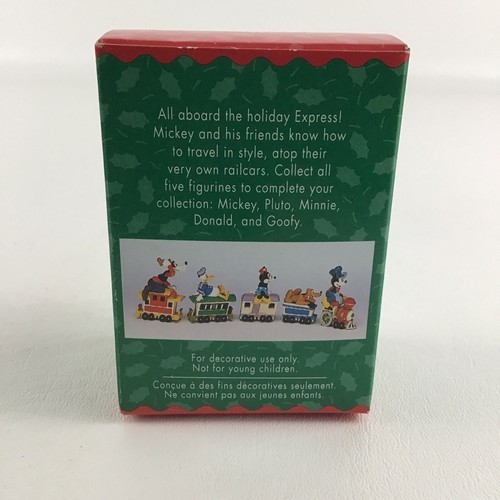 All aboard the holiday Express!
Mickey and his friends know how
to travel in style, atop their
very own railcars. Collect all
five figurines to complete your
collection: Mickey, Pluto, Minnie,
Donald, and Goofy.
For decorative use only.
Not for young children.
Conçue à des fins décoratives seulement.
Ne convient pas aux jeunes enfants.